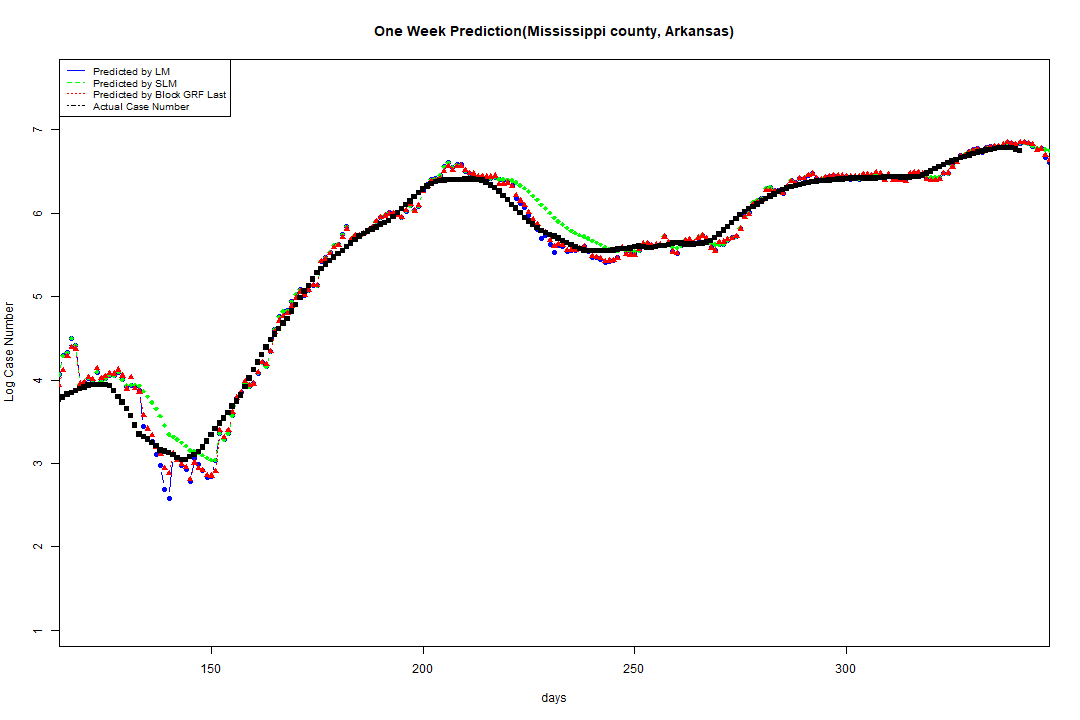 One Week Prediction(Mississippi county, Arkansas)
Predicted by LM
Predicted by SLM
Predicted by Block GRF Last
Actual Case Number
7
6
5
4
3
2
1
Log Case Number
150 200 250 300
days